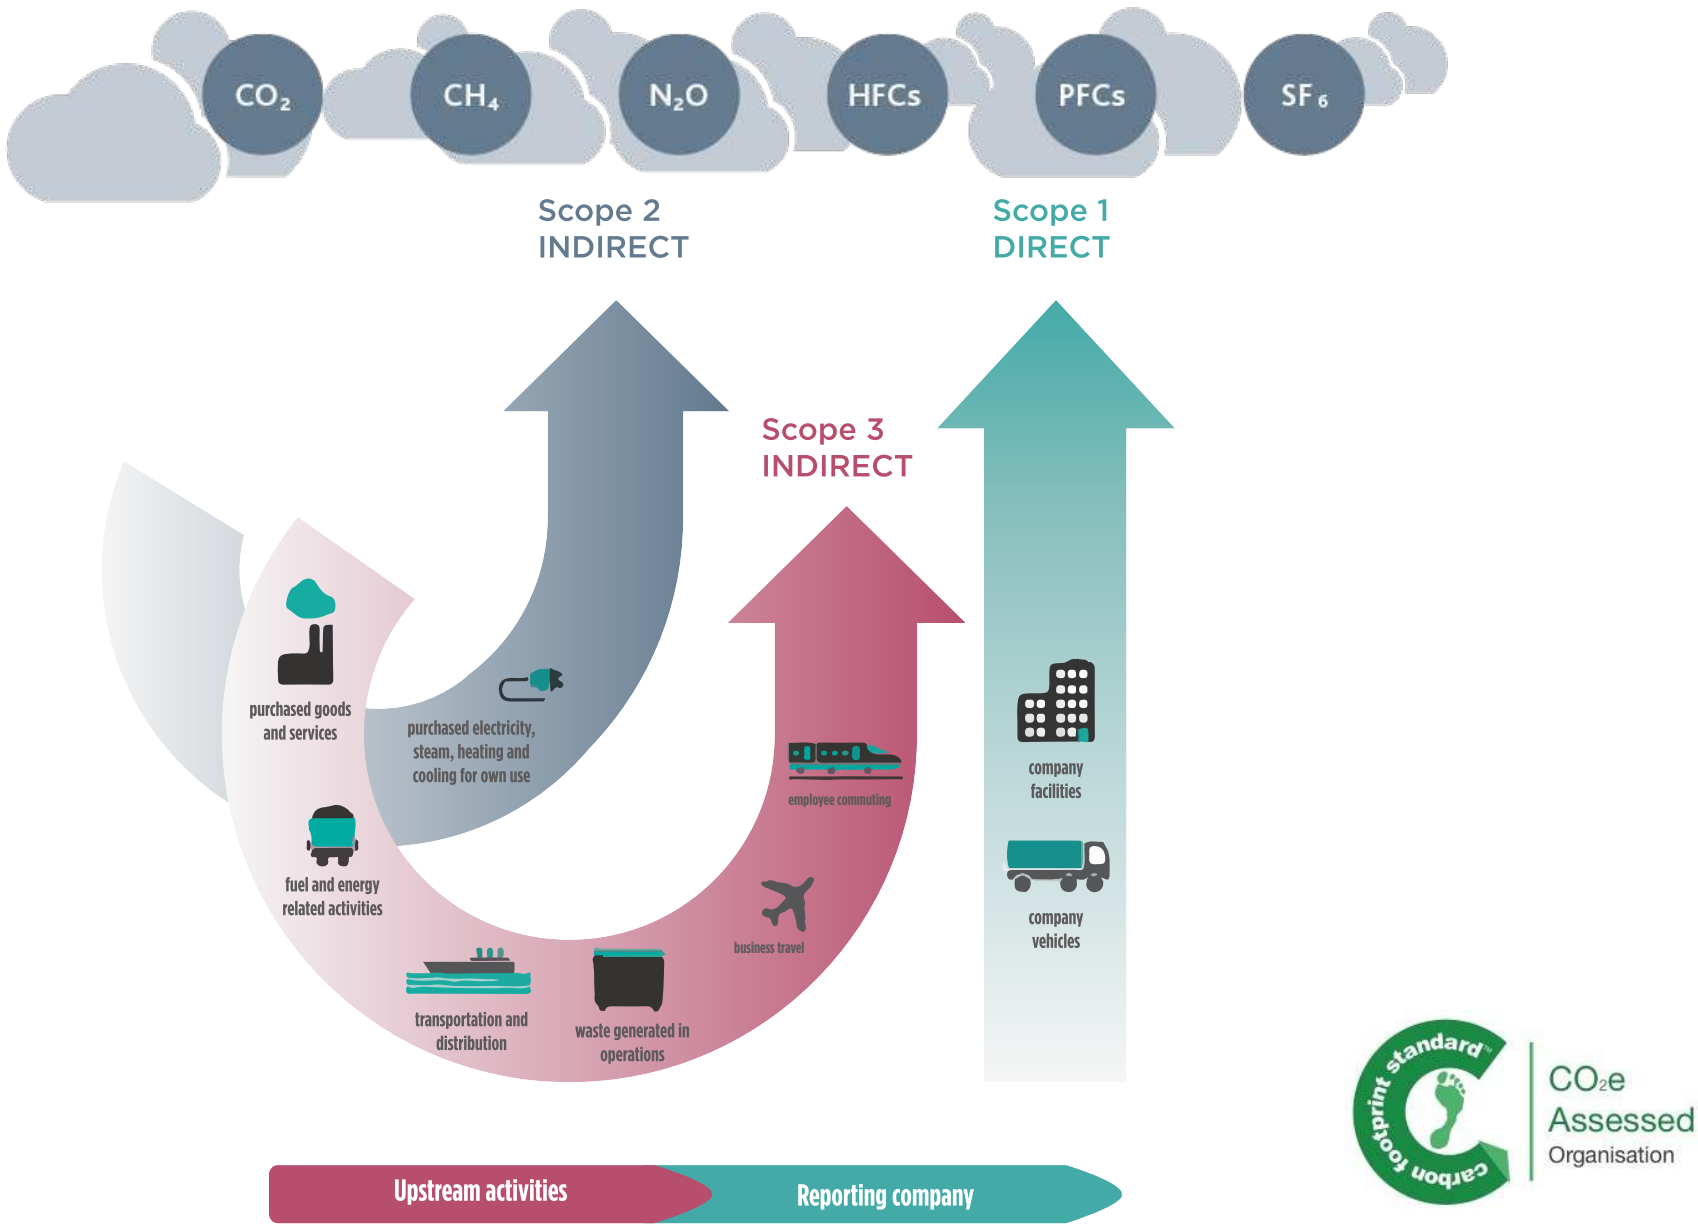 CO₂
CH₄
N₂O
HFCs
PFCs
SF₆
Scope 2
INDIRECT
Scope 1
DIRECT
Scope 3
INDIRECT
purchased goods
and services
purchased electricity,
steam, heating and
cooling for own use
fuel and energy
related activities
transportation and
distribution
waste generated in
operations
business travel
employee commuting
company
facilities
company
vehicles
Upstream activities
Reporting company
carbon footprint standard™
CO₂e
Assessed
Organisation